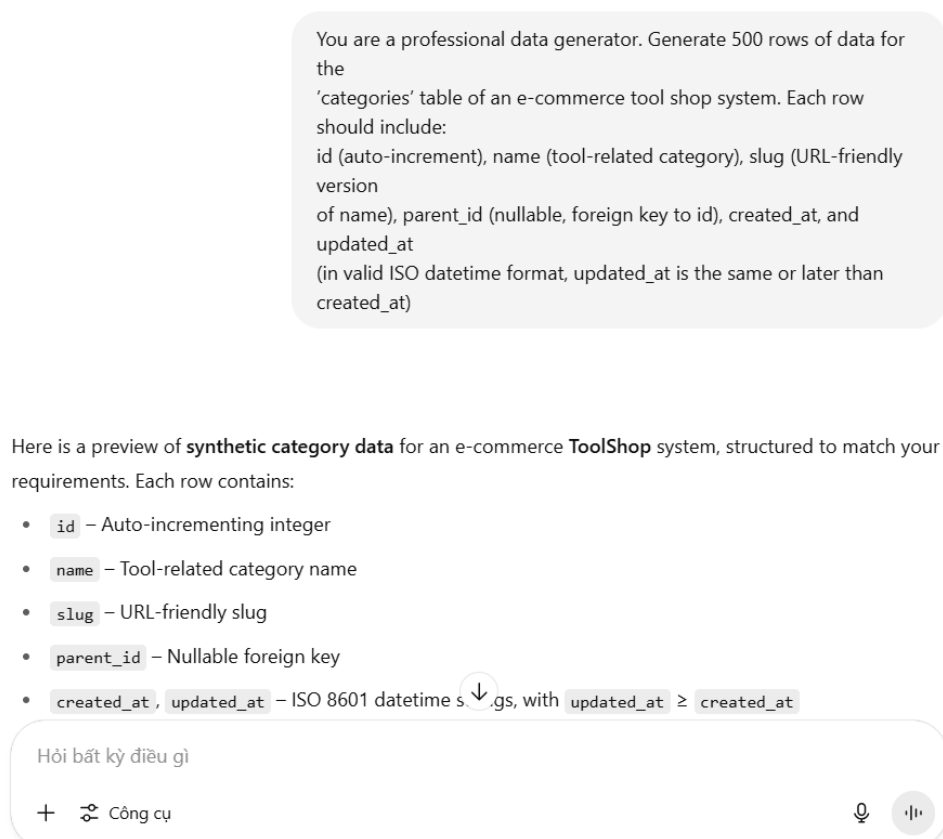 You are a professional data generator. Generate 500 rows of data for
the
‘categories’ table of an e-commerce tool shop system. Each row
should include:
id (auto-increment), name (tool-related category), slug (URL-friendly
version
of name), parent_id (nullable, foreign key to id), created_at, and
updated_at
(in valid ISO datetime format, updated_at is the same or later than
created_at)
Here is a preview of synthetic category data for an e-commerce ToolShop system, structured to match your
requirements. Each row contains:
• id – Auto-incrementing integer
• name – Tool-related category name
• slug – URL-friendly slug
• parent_id – Nullable foreign key
• created_at, updated_at – ISO 8601 datetime gs, with updated_at ≥ created_at
Hỏi bất kỳ điều gì
Công cụ